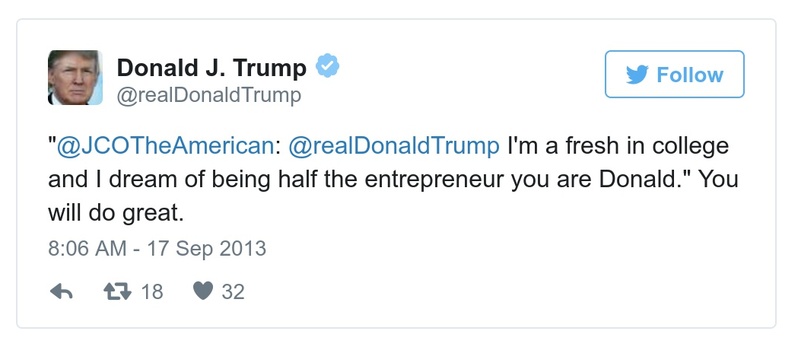 Donald J. Trump
@realDonaldTrump
Follow
"@JCOTheAmerican: @realDonaldTrump I'm a fresh in college
and I dream of being half the entrepreneur you are Donald." You
will do great.
8:06 AM - 17 Sep 2013
18 32